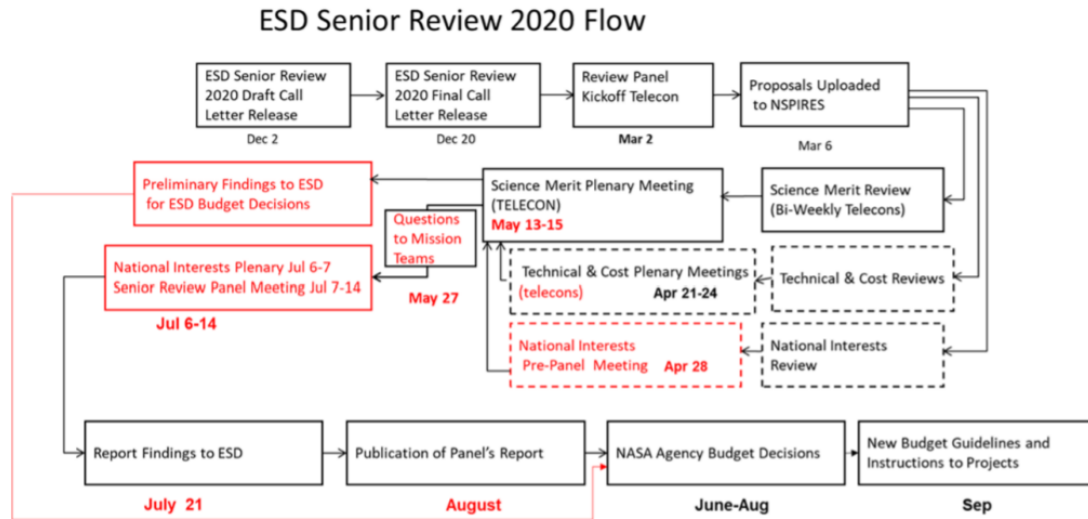 ESD Senior Review 2020 Flow
ESD Senior Review
2020 Draft Call
Letter Release
Dec 2
ESD Senior Review
2020 Final Call
Letter Release
Dec 20
Review Panel
Kickoff Telecon
Mar 2
Proposals Uploaded
to NSPIRES
Mar 6
Preliminary Findings to ESD
for ESD Budget Decisions
Science Merit Plenary Meeting
(TELECON)
May 13-15
Science Merit Review
(Bi-Weekly Telecons)
Questions
to Mission
Teams
May 27
National Interests Plenary Jul 6-7
Senior Review Panel Meeting Jul 7-14
Jul 6-14
Technical & Cost Plenary Meetings
(telecons) Apr 21-24
Technical & Cost Reviews
National Interests
Pre-Panel Meeting Apr 28
National Interests
Review
Report Findings to ESD
July 21
Publication of Panel's Report
August
NASA Agency Budget Decisions
June-Aug
New Budget Guidelines and
Instructions to Projects
Sep